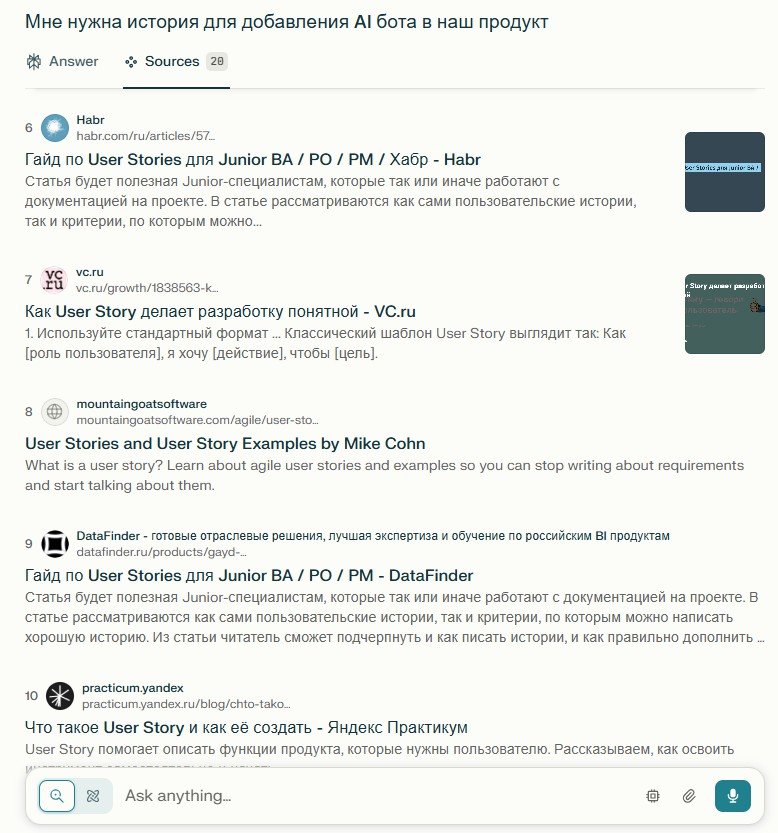 Мне нужна история для добавления AI бота в наш продукт
Answer
Sources 20
6
Habr
habr.com/ru/articles/57...
Гайд по User Stories для Junior BA / PO / PM / Хабр - Habr
Статья будет полезная Junior-специалистам, которые так или иначе работают с
документацией на проекте. В статье рассматриваются как сами пользовательские истории,
так и критерии, по которым можно...
7
vc.ru
vc.ru
vc.ru/growth/1838563-k...
Как User Story делает разработку понятной - VC.ru
1. Используйте стандартный формат ... Классический шаблон User Story выглядит так: Как
[роль пользователя], я хочу [действие], чтобы [цель].
r Story делает разработ
8
mountaingoatsoftware
mountaingoatsoftware.com/agile/user-sto...
User Stories and User Story Examples by Mike Cohn
What is a user story? Learn about agile user stories and examples so you can stop writing about requirements
and start talking about them.
9
DataFinder - готовые отраслевые решения, лучшая экспертиза и обучение по российским BI продуктам
datafinder.ru/products/gayd-...
Гайд по User Stories для Junior BA / PO / PM - DataFinder
Статья будет полезная Junior-специалистам, которые так или иначе работают с документацией на проекте. В
статье рассматриваются как сами пользовательские истории, так и критерии, по которым можно написать
хорошую историю. Из статьи читатель сможет подчерпнуть и как писать истории, и как правильно дополнить ...
10
practicum.yandex
practicum.yandex.ru/blog/chto-tako...
Что такое User Story и как её создать - Яндекс Практикум
User Story помогает описать функции продукта, которые нужны пользователю. Рассказываем, как освоить
Ask anything...